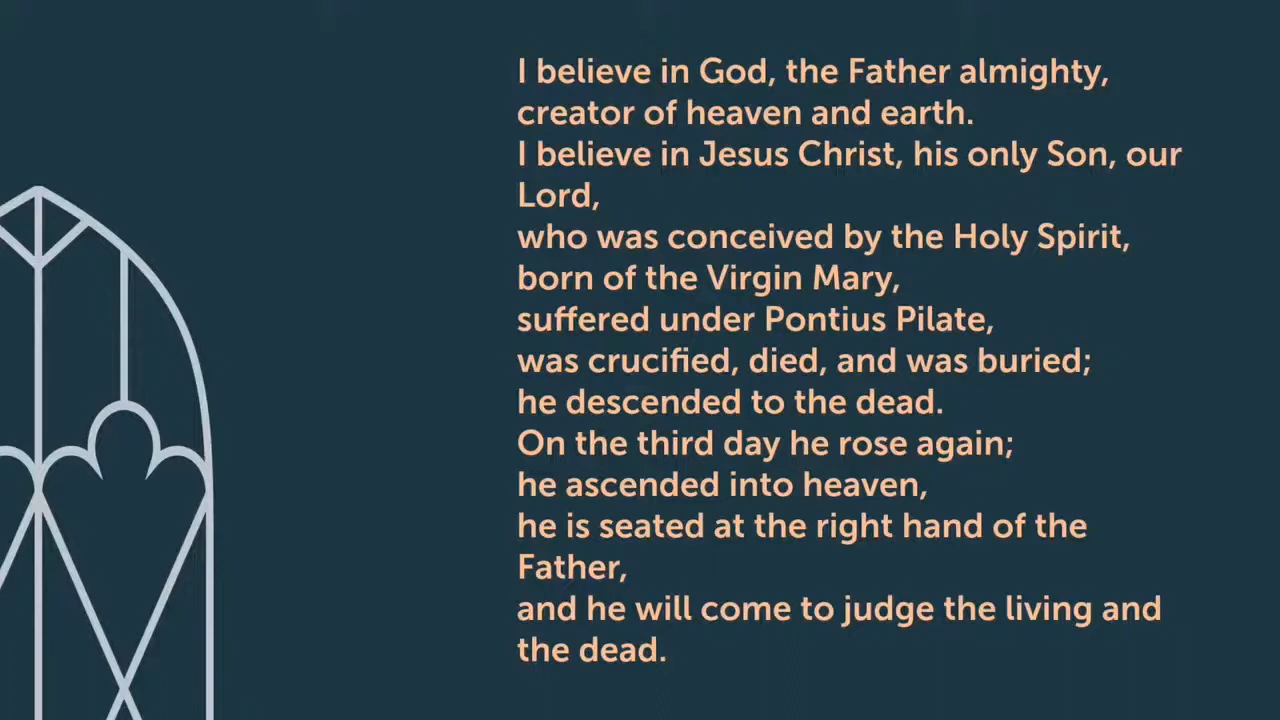 I believe in God, the Father almighty,
creator of heaven and earth.
I believe in Jesus Christ, his only Son, our
Lord,
who was conceived by the Holy Spirit,
born of the Virgin Mary,
suffered under Pontius Pilate,
was crucified, died, and was buried;
he descended to the dead.
On the third day he rose again;
he ascended into heaven,
he is seated at the right hand of the
Father,
and he will come to judge the living and
the dead.